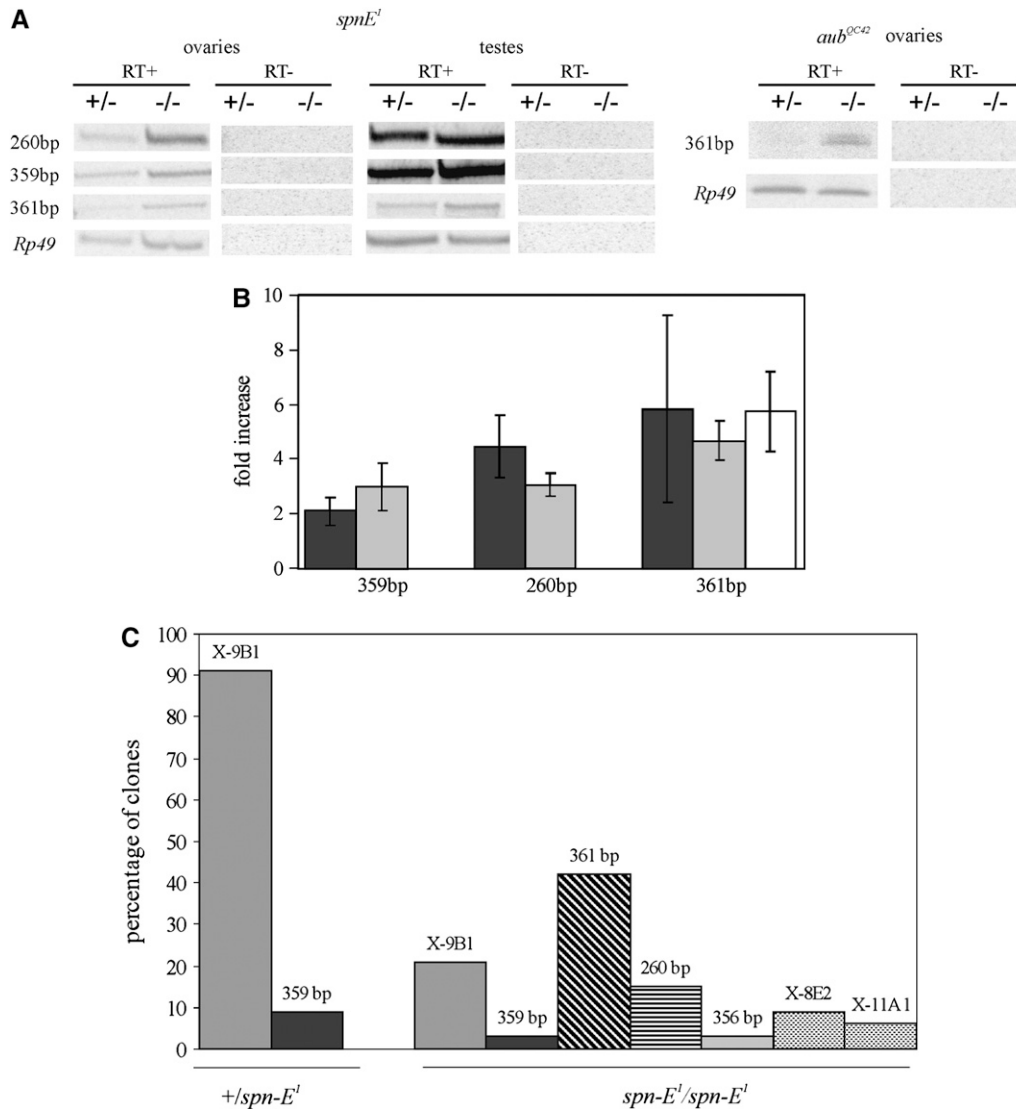 A
spnE¹
ovaries
testes
aub^QC42 ovaries
RT+ RT- RT+ RT- RT+ RT-
+/- -/- +/- -/- +/- -/- +/- -/- +/- -/- +/- -/-
260bp
359bp
361bp
Rp49
361bp
Rp49
B
fold increase
10
8
6
4
2
0
359bp 260bp 361bp
C
percentage of clones
100
90
80
70
60
50
40
30
20
10
0
X-9B1
359 bp
X-9B1
359 bp
361 bp
260 bp
356 bp
X-8E2
X-11A1
+/spn-E¹ spn-E¹/spn-E¹